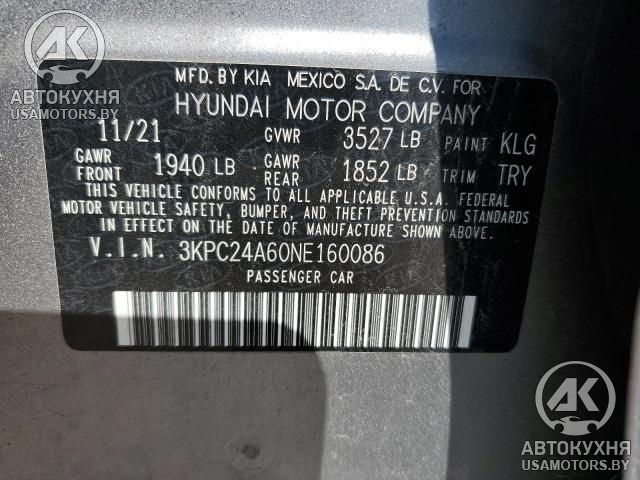 MFD. BY KIA MEXICO S.A. DE C.V. FOR
HYUNDAI MOTOR COMPANY
11/21 GVWR 3527 LB PAINT KLG
GAWR FRONT 1940 LB GAWR REAR 1852 LB TRIM TRY
THIS VEHICLE CONFORMS TO ALL APPLICABLE U.S.A. FEDERAL
MOTOR VEHICLE SAFETY, BUMPER, AND THEFT PREVENTION STANDARDS
IN EFFECT ON THE DATE OF MANUFACTURE SHOWN ABOVE.
V.I.N. 3KPC24A60NE160086
PASSENGER CAR
АК
АВТОКУХНЯ
USAMOTORS.BY
АК
АВТОКУХНЯ
USAMOTORS.BY